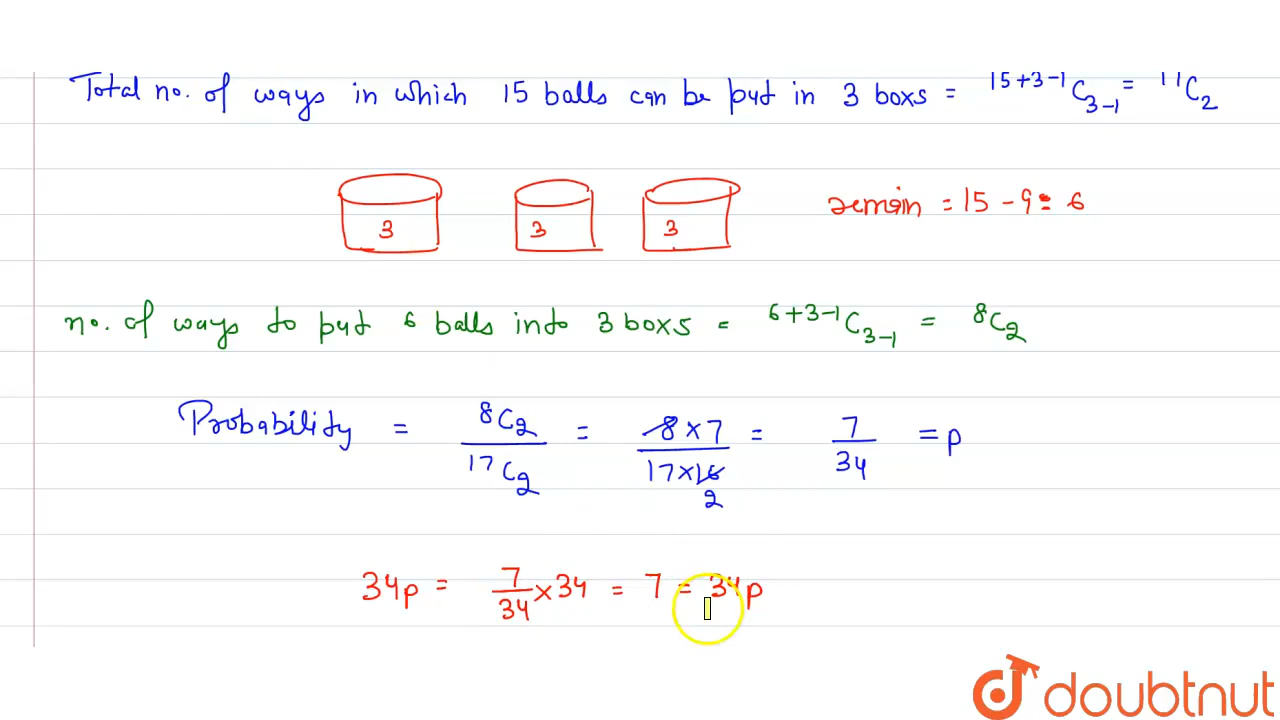 Total no. of ways in which 15 balls can be put in 3 boxs = ¹⁵⁺³⁻¹C₃₋₁ = ¹¹C₂
3 3 3 remain = 15 - 9 = 6
no. of ways to put 6 balls into 3 boxs = ⁶⁺³⁻¹C₃₋₁ = ⁸C₂
Probability = ⁸C₂ / ¹⁷C₂ = 8 × 7 / 17 × 16 2 = 7 / 34 = p
34p = 7/34 × 34 = 7 = 34p
doubtnut